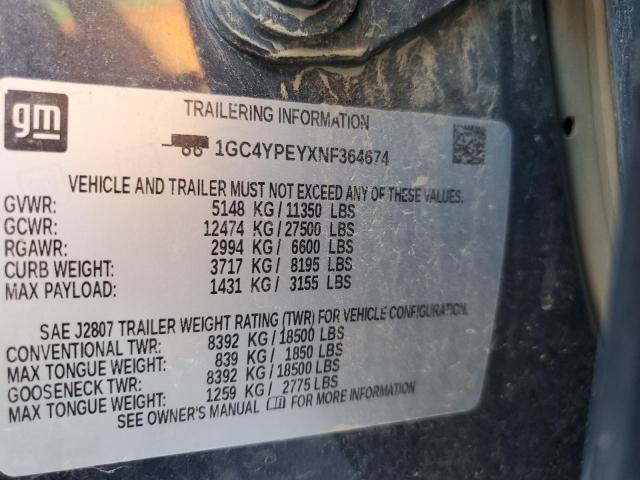 gm
TRAILERING INFORMATION
1GC4YPEYXNF364674
VEHICLE AND TRAILER MUST NOT EXCEED ANY OF THESE VALUES.
GVWR: 5148 KG / 11350 LBS
GCWR: 12474 KG / 27500 LBS
RGAWR: 2994 KG / 6600 LBS
CURB WEIGHT: 3717 KG / 8195 LBS
MAX PAYLOAD: 1431 KG / 3155 LBS
SAE J2807 TRAILER WEIGHT RATING (TWR) FOR VEHICLE CONFIGURATION.
CONVENTIONAL TWR: 8392 KG / 18500 LBS
MAX TONGUE WEIGHT: 839 KG / 1850 LBS
GOOSENECK TWR: 8392 KG / 18500 LBS
MAX TONGUE WEIGHT: 1259 KG / 2775 LBS
SEE OWNER'S MANUAL FOR MORE INFORMATION